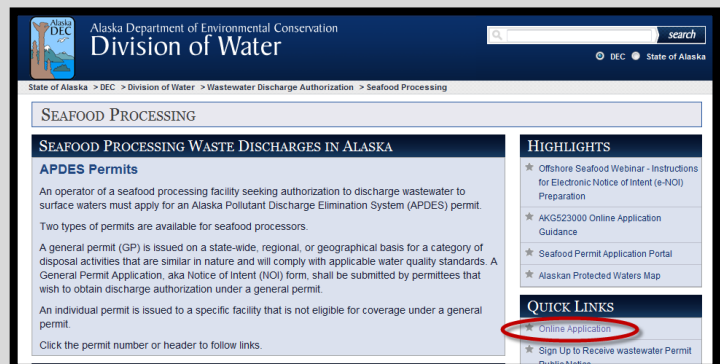 Alaska
DEC
Alaska Department of Environmental Conservation
Division of Water
search
DEC State of Alaska
State of Alaska > DEC > Division of Water > Wastewater Discharge Authorization > Seafood Processing
SEAFOOD PROCESSING
SEAFOOD PROCESSING WASTE DISCHARGES IN ALASKA
APDES Permits
An operator of a seafood processing facility seeking authorization to discharge wastewater to
surface waters must apply for an Alaska Pollutant Discharge Elimination System (APDES) permit.
Two types of permits are available for seafood processors.
A general permit (GP) is issued on a state-wide, regional, or geographical basis for a category of
disposal activities that are similar in nature and will comply with applicable water quality standards. A
General Permit Application, aka Notice of Intent (NOI) form, shall be submitted by permittees that
wish to obtain discharge authorization under a general permit.
An individual permit is issued to a specific facility that is not eligible for coverage under a general
permit.
Click the permit number or header to follow links.
HIGHLIGHTS
Offshore Seafood Webinar - Instructions
for Electronic Notice of Intent (e-NOI)
Preparation
AKG523000 Online Application
Guidance
Seafood Permit Application Portal
Alaskan Protected Waters Map
QUICK LINKS
Online Application
Sign Up to Receive wastewater Permit
Public Notice